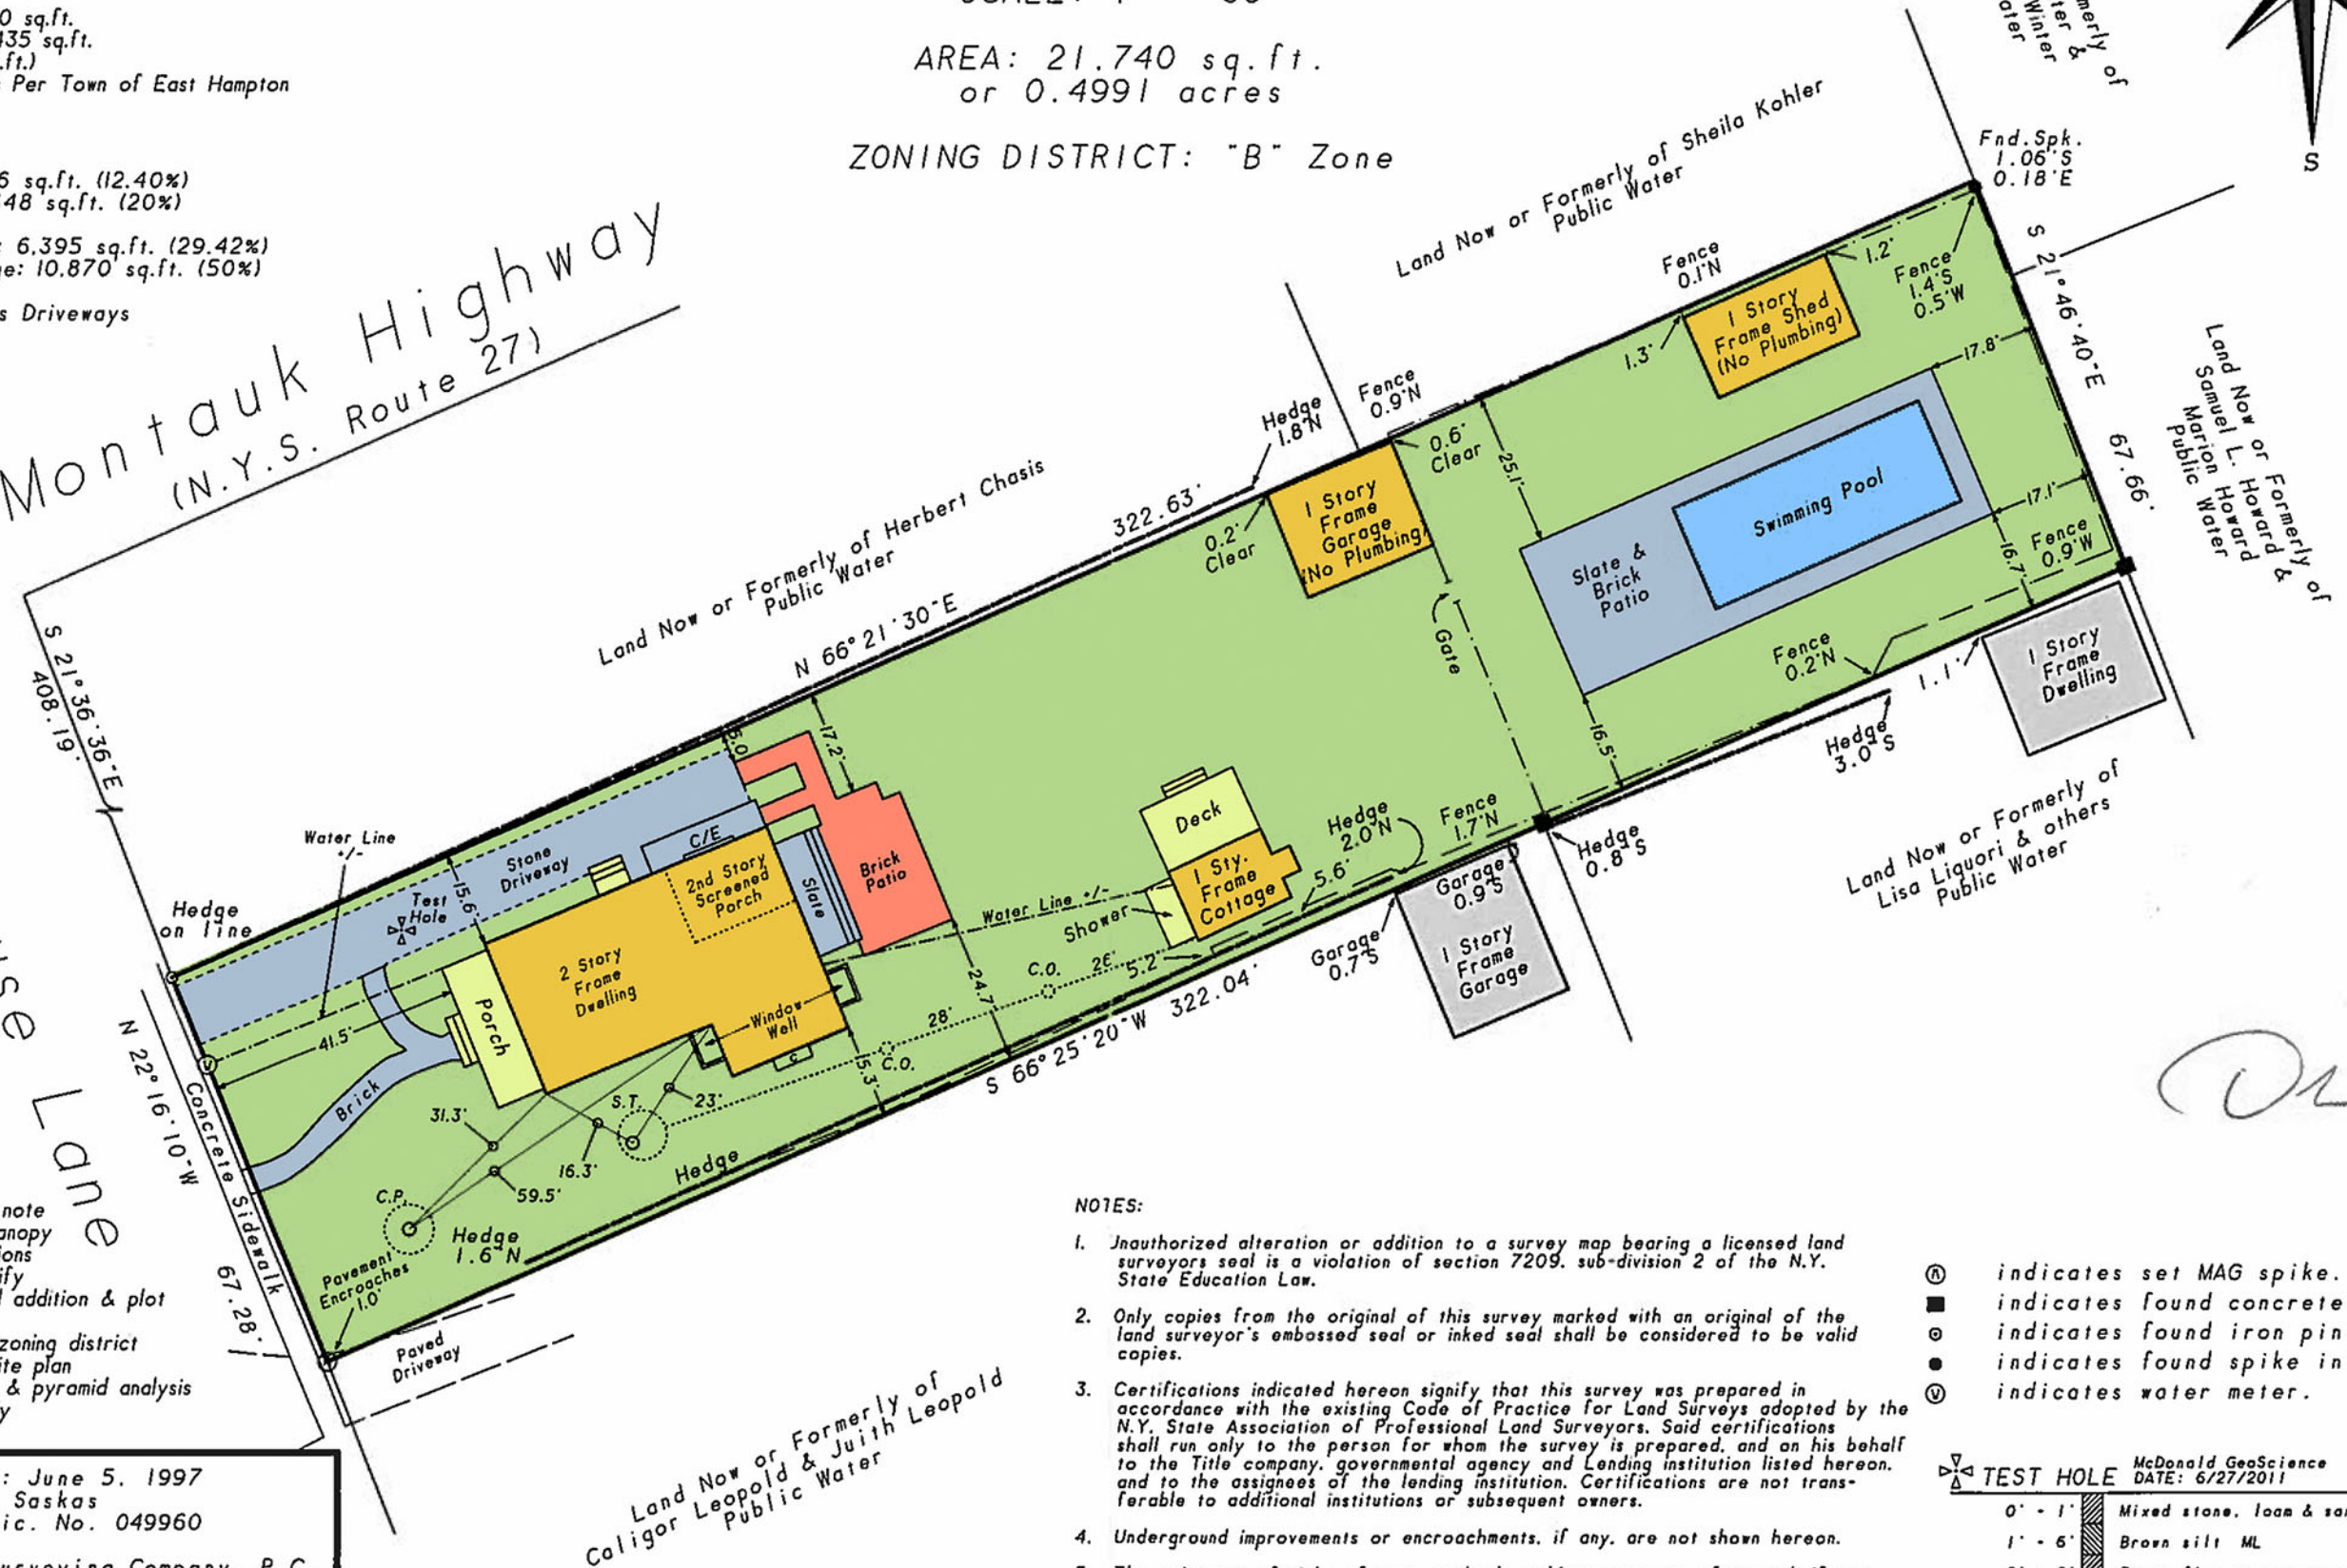 0 sq.ft.
435 sq.ft.
.ft.)
Per Town of East Hampton
6 sq.ft. (12.40%)
48 sq.ft. (20%)
: 6,395 sq.ft. (29.42%)
e: 10,870 sq.ft. (50%)
s Driveways
AREA: 21,740 sq.ft.
or 0.4991 acres
ZONING DISTRICT: "B" Zone
Montauk Highway
(N.Y.S. Route 27)
S 21°36'36"E
408.19'
Land Now or Formerly of Herbert Chasis
Public Water
Land Now or Formerly of Sheila Kohler
Public Water
merly of
ter &
Winter
ater
S
Fnd.Spk.
1.06'S
0.18'E
S 21°46'40"E
67.66'
Land Now or Formerly of
Samuel L. Howard &
Marion Howard
Public Water
N 66°21'30"E
322.63'
Hedge
1.8'N
Fence
0.9'N
Fence
0.1'N
1.2'
Fence
1.4'S
0.5'W
1 Story
Frame Shed
(No Plumbing)
1.3'
17.8'
0.6'
Clear
0.2'
Clear
1 Story
Frame
Garage
(No Plumbing)
25.1'
Swimming Pool
Slate &
Brick
Patio
17.1'
Fence
0.9'W
16.7'
Gate
Fence
0.2'N
1.1'
1 Story
Frame
Dwelling
Hedge
3.0'S
16.5'
Hedge
0.8'S
Land Now or Formerly of
Lisa Liquori & others
Public Water
Water Line
+/-
Hedge
on line
Test
Hole
Stone
Driveway
15.6'
C/E
5.0'
17.2'
2nd Story
Screened
Porch
Slate
Brick
Patio
2 Story
Frame
Dwelling
Porch
41.5'
Window
Well
C
Brick
Deck
1 Sty.
Frame
Cottage
Shower
Water Line +/-
Hedge
2.0'N
Fence
1.7'N
5.6'
5.2'
Garage
0.9'S
Garage
0.7'S
1 Story
Frame
Garage
C.O.
26'
28'
C.O.
24.7'
15.3'
S 66°25'20"W
322.04'
S.T.
23'
31.3'
16.3'
59.5'
C.P.
Hedge
Hedge
1.6'N
Pavement
Encroaches
1.0'
Paved
Driveway
Concrete Sidewalk
N 22°16'10"W
67.28'
Lane
Land Now or Formerly of
Caligor Leopold & Juith Leopold
Public Water
note
anopy
ions
ify
addition & plot
zoning district
ite plan
& pyramid analysis
y
: June 5, 1997
Saskas
ic. No. 049960
urveying Company, P.C.
NOTES:
1. Unauthorized alteration or addition to a survey map bearing a licensed land
surveyors seal is a violation of section 7209, sub-division 2 of the N.Y.
State Education Law.
2. Only copies from the original of this survey marked with an original of the
land surveyor's embossed seal or inked seal shall be considered to be valid
copies.
3. Certifications indicated hereon signify that this survey was prepared in
accordance with the existing Code of Practice for Land Surveys adopted by the
N.Y. State Association of Professional Land Surveyors. Said certifications
shall run only to the person for whom the survey is prepared, and on his behalf
to the Title company, governmental agency and Lending institution listed hereon,
and to the assignees of the lending institution. Certifications are not trans-
ferable to additional institutions or subsequent owners.
4. Underground improvements or encroachments, if any, are not shown hereon.
indicates set MAG spike.
indicates found concrete
indicates found iron pin
indicates found spike in
indicates water meter.
TEST HOLE
McDonald GeoScience
DATE: 6/27/2011
0' - 1' Mixed stone, loam & sa
1' - 6' Brown silt ML